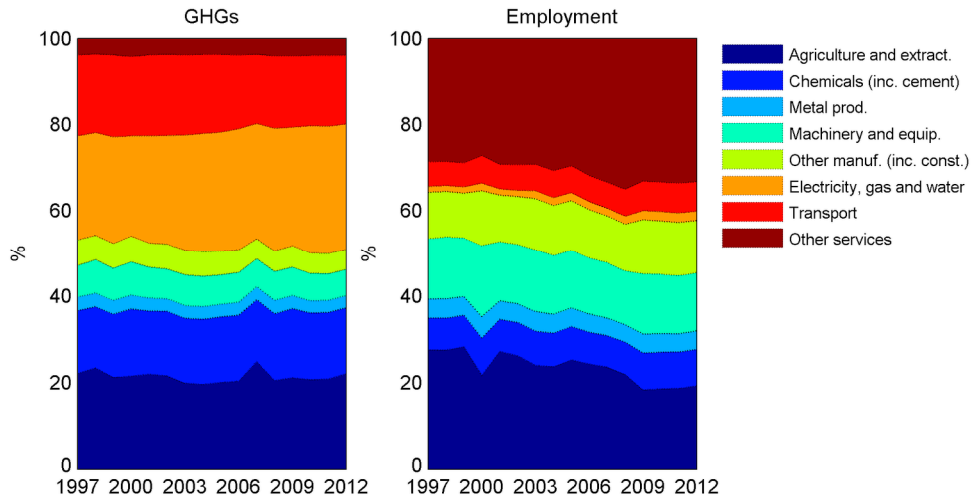 GHGs
%
100
80
60
40
20
0
1997 2000 2003 2006 2009 2012
Employment
%
100
80
60
40
20
0
1997 2000 2003 2006 2009 2012
Agriculture and extract.
Chemicals (inc. cement)
Metal prod.
Machinery and equip.
Other manuf. (inc. const.)
Electricity, gas and water
Transport
Other services